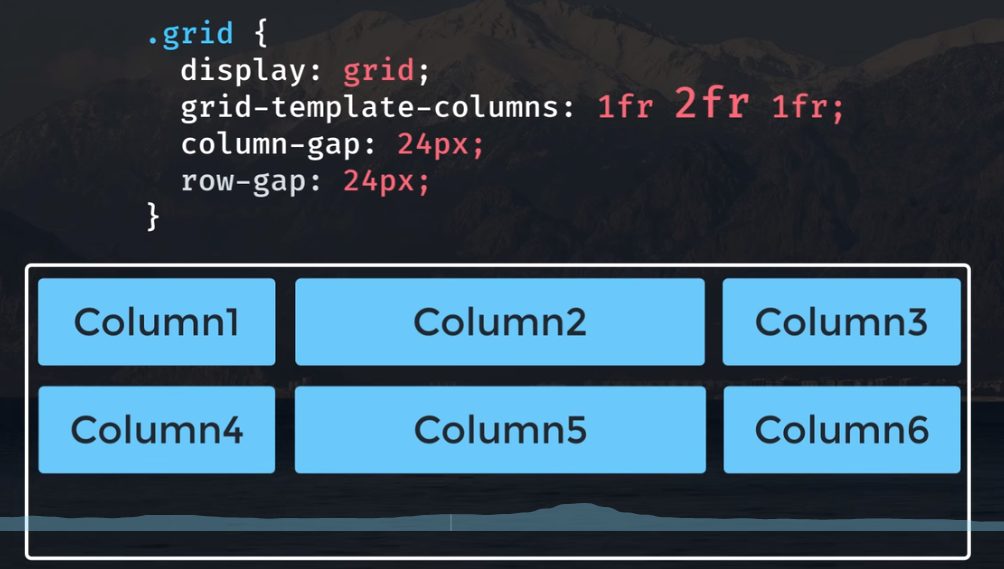 .grid {
display: grid;
grid-template-columns: 1fr 2fr 1fr;
column-gap: 24px;
row-gap: 24px;
}
Column1 Column2 Column3
Column4 Column5 Column6